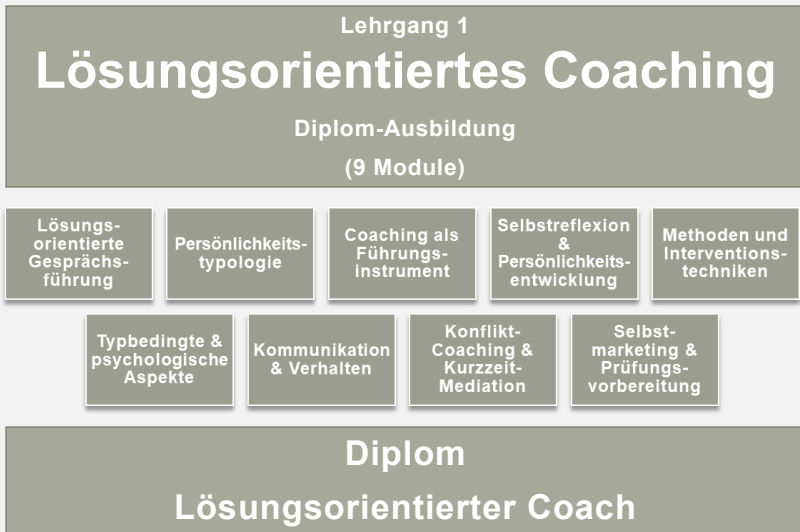 Lehrgang 1
Lösungsorientiertes Coaching
Diplom-Ausbildung
(9 Module)
Lösungs-
orientierte
Gesprächs-
führung
Persönlichkeits-
typologie
Coaching als
Führungs-
instrument
Selbstreflexion
&
Persönlichkeits-
entwicklung
Methoden und
Interventions-
techniken
Typbedingte &
psychologische
Aspekte
Kommunikation
& Verhalten
Konflikt-
Coaching &
Kurzzeit-
Mediation
Selbst-
marketing &
Prüfungs-
vorbereitung
Diplom
Lösungsorientierter Coach